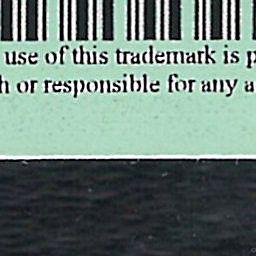 use of this trademark is p
h or responsible for any a